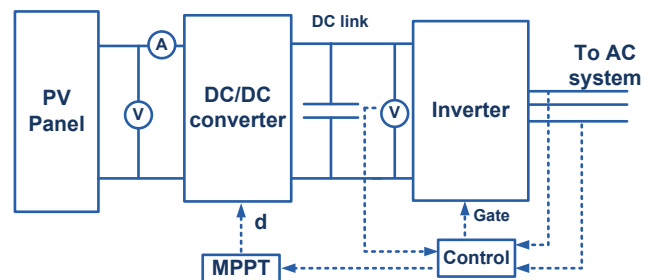 DC link
A
To AC
system
PV
Panel
DC/DC
converter
V
V
Inverter
d
Gate
MPPT
Control